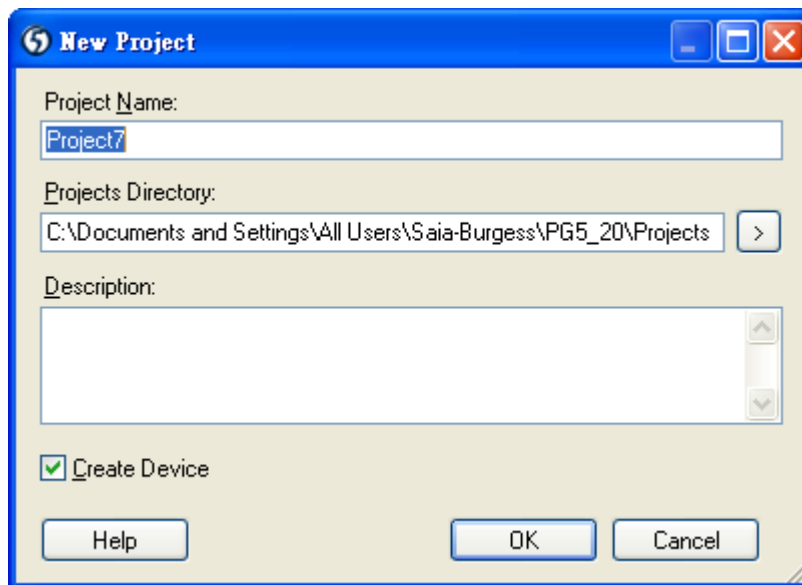 New Project
Project Name:
Project7
Projects Directory:
C:\Documents and Settings\All Users\Saia-Burgess\PG5_20\Projects
>
Description:
Create Device
Help
OK
Cancel